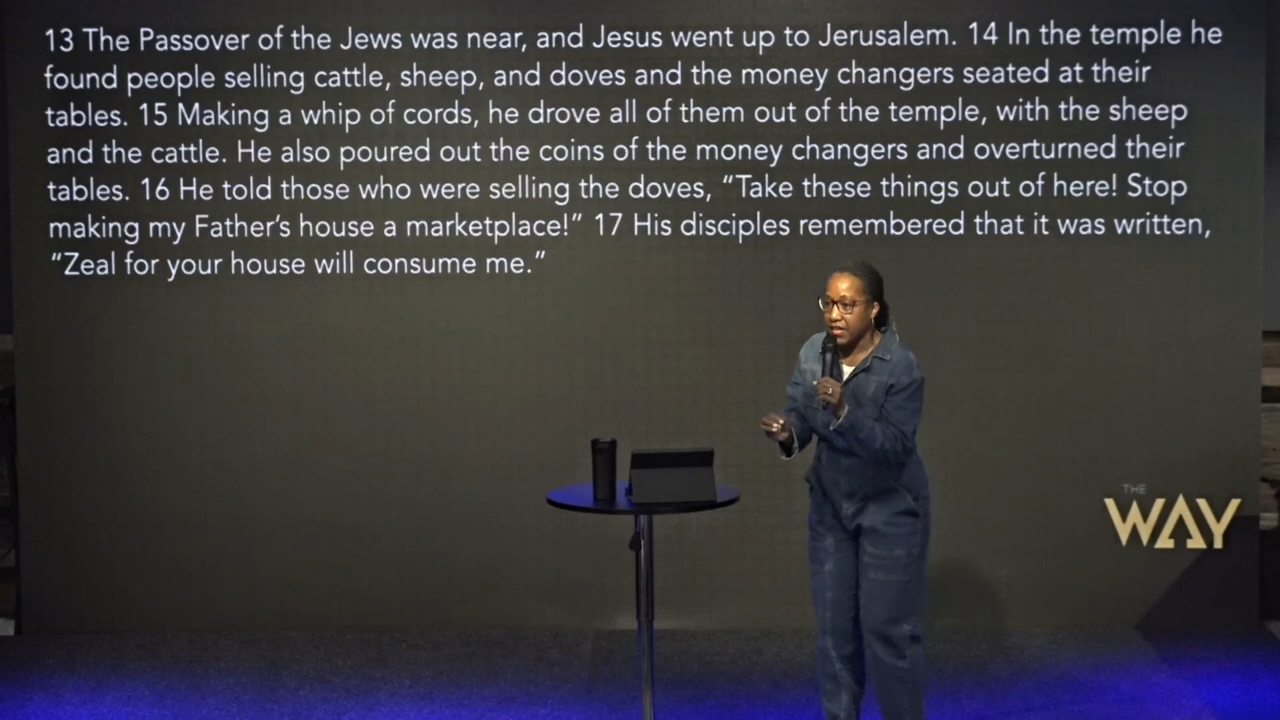 13 The Passover of the Jews was near, and Jesus went up to Jerusalem. 14 In the temple he
found people selling cattle, sheep, and doves and the money changers seated at their
tables. 15 Making a whip of cords, he drove all of them out of the temple, with the sheep
and the cattle. He also poured out the coins of the money changers and overturned their
tables. 16 He told those who were selling the doves, “Take these things out of here! Stop
making my Father’s house a marketplace!” 17 His disciples remembered that it was written,
“Zeal for your house will consume me.”
THE
WAY